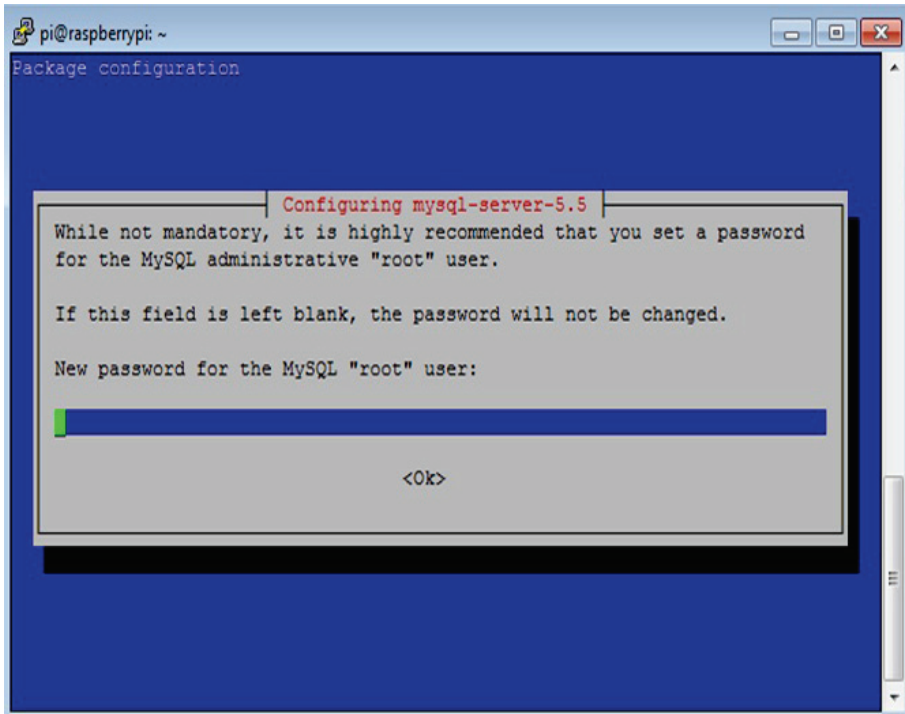 pi@raspberrypi: ~
Package configuration
Configuring mysql-server-5.5
While not mandatory, it is highly recommended that you set a password
for the MySQL administrative "root" user.
If this field is left blank, the password will not be changed.
New password for the MySQL "root" user:
<Ok>